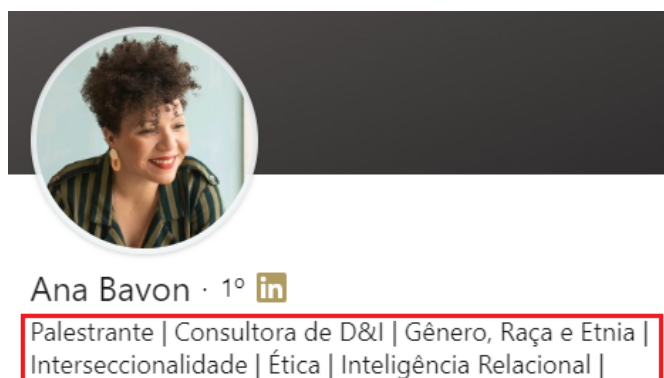 Ana Bavon · 1º in
Palestrante | Consultora de D&I | Gênero, Raça e Etnia |
Interseccionalidade | Ética | Inteligência Relacional |